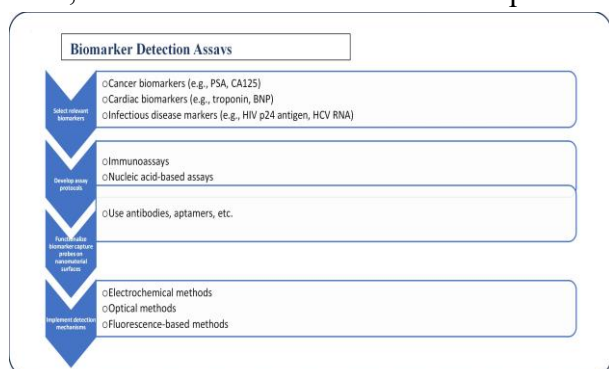 Biomarker Detection Assays
Select relevant
biomarkers
○Cancer biomarkers (e.g., PSA, CA125)
○Cardiac biomarkers (e.g., troponin, BNP)
○Infectious disease markers (e.g., HIV p24 antigen, HCV RNA)
Develop assay
protocols
○Immunoassays
○Nucleic acid-based assays
Functionalize
biomarker capture
probes on
nanomaterial
surfaces
○Use antibodies, aptamers, etc.
Implement detection
mechanisms
○Electrochemical methods
○Optical methods
○Fluorescence-based methods